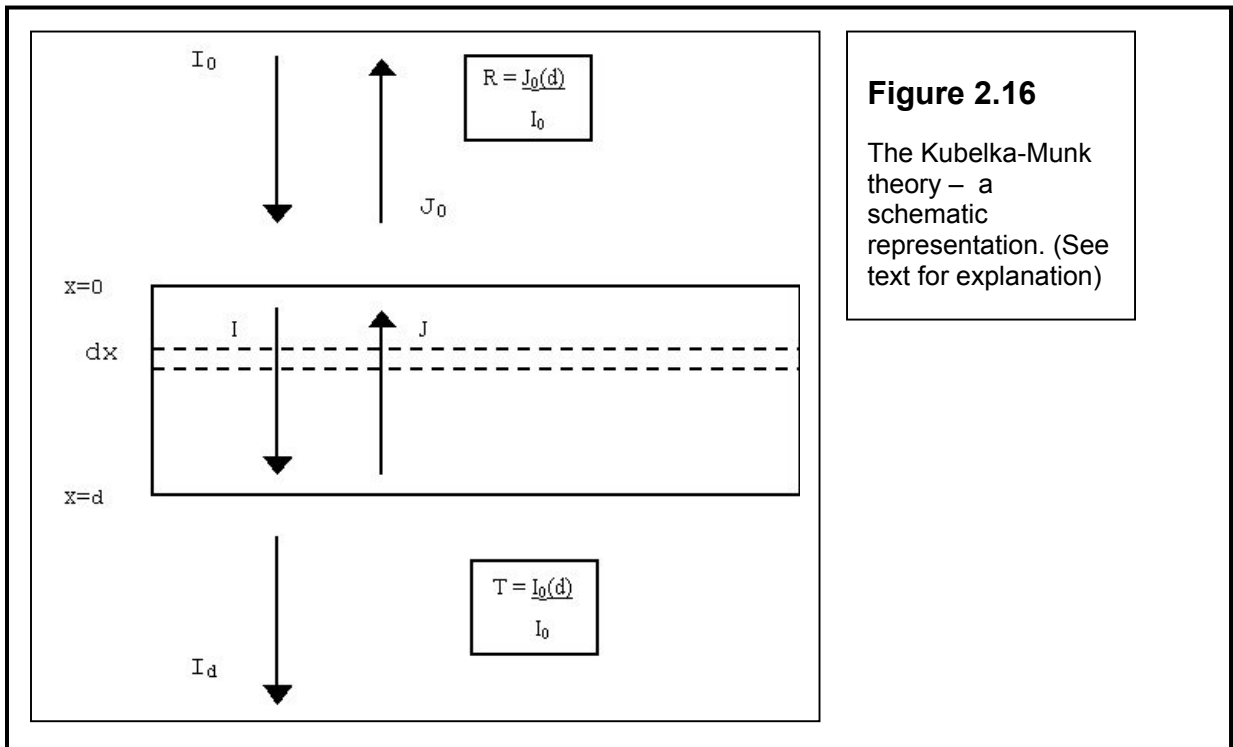 I₀
R = J₀(d)
I₀
J₀
x=0
I
J
dx
x=d
T = I₀(d)
I₀
I_d
Figure 2.16
The Kubelka-Munk
theory – a
schematic
representation. (See
text for explanation)